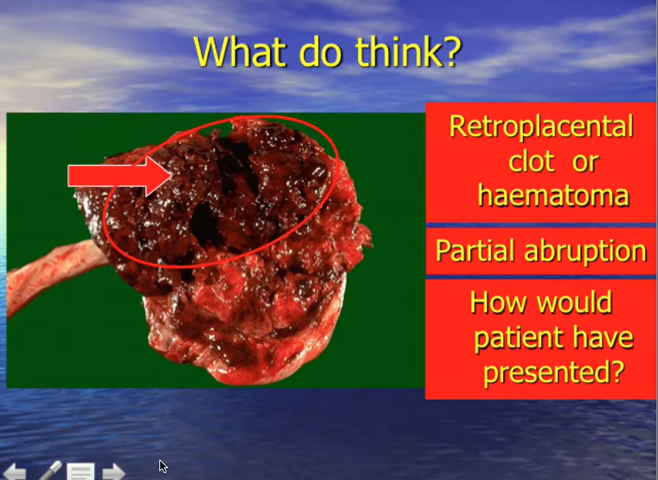 What do think?
Retroplacental
clot or
haematoma
Partial abruption
How would
patient have
presented?